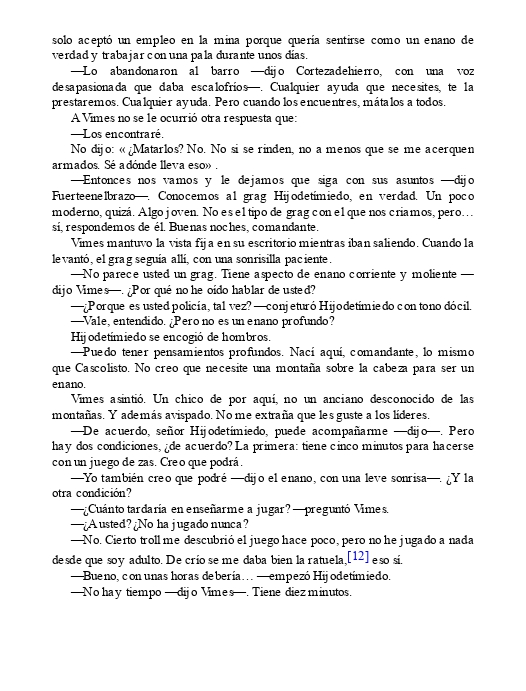 solo aceptó un empleo en la mina porque quería sentirse como un enano de
verdad y trabajar con una pala durante unos días.
—Lo abandonaron al barro —dijo Cortezadehierro, con una voz
desapasionada que daba escalofríos—. Cualquier ayuda que necesites, te la
prestaremos. Cualquier ayuda. Pero cuando los encuentres, mátalos a todos.
A Vimes no se le ocurrió otra respuesta que:
—Los encontraré.
No dijo: «¿Matarlos? No. No si se rinden, no a menos que se me acerquen
armados. Sé adónde lleva eso» .
—Entonces nos vamos y le dejamos que siga con sus asuntos —dijo
Fuerteenelbrazo—. Conocemos al grag Hijodetímiedo, en verdad. Un poco
moderno, quizá. Algo joven. No es el tipo de grag con el que nos criamos, pero…
sí, respondemos de él. Buenas noches, comandante.
Vimes mantuvo la vista fija en su escritorio mientras iban saliendo. Cuando la
levantó, el grag seguía allí, con una sonrisilla paciente.
—No parece usted un grag. Tiene aspecto de enano corriente y moliente —
dijo Vimes—. ¿Por qué no he oído hablar de usted?
—¿Porque es usted policía, tal vez? —conjeturó Hijodetímiedo con tono dócil.
—Vale, entendido. ¿Pero no es un enano profundo?
Hijodetímiedo se encogió de hombros.
—Puedo tener pensamientos profundos. Nací aquí, comandante, lo mismo
que Cascolisto. No creo que necesite una montaña sobre la cabeza para ser un
enano.
Vimes asintió. Un chico de por aquí, no un anciano desconocido de las
montañas. Y además avispado. No me extraña que les guste a los líderes.
—De acuerdo, señor Hijodetímiedo, puede acompañarme —dijo—. Pero
hay dos condiciones, ¿de acuerdo? La primera: tiene cinco minutos para hacerse
con un juego de zas. Creo que podrá.
—Yo también creo que podré —dijo el enano, con una leve sonrisa—. ¿Y la
otra condición?
—¿Cuánto tardaría en enseñarme a jugar? —preguntó Vimes.
—¿A usted? ¿No ha jugado nunca?
—No. Cierto troll me descubrió el juego hace poco, pero no he jugado a nada
desde que soy adulto. De crío se me daba bien la ratuela,[12] eso sí.
—Bueno, con unas horas debería… —empezó Hijodetímiedo.
—No hay tiempo —dijo Vimes—. Tiene diez minutos.